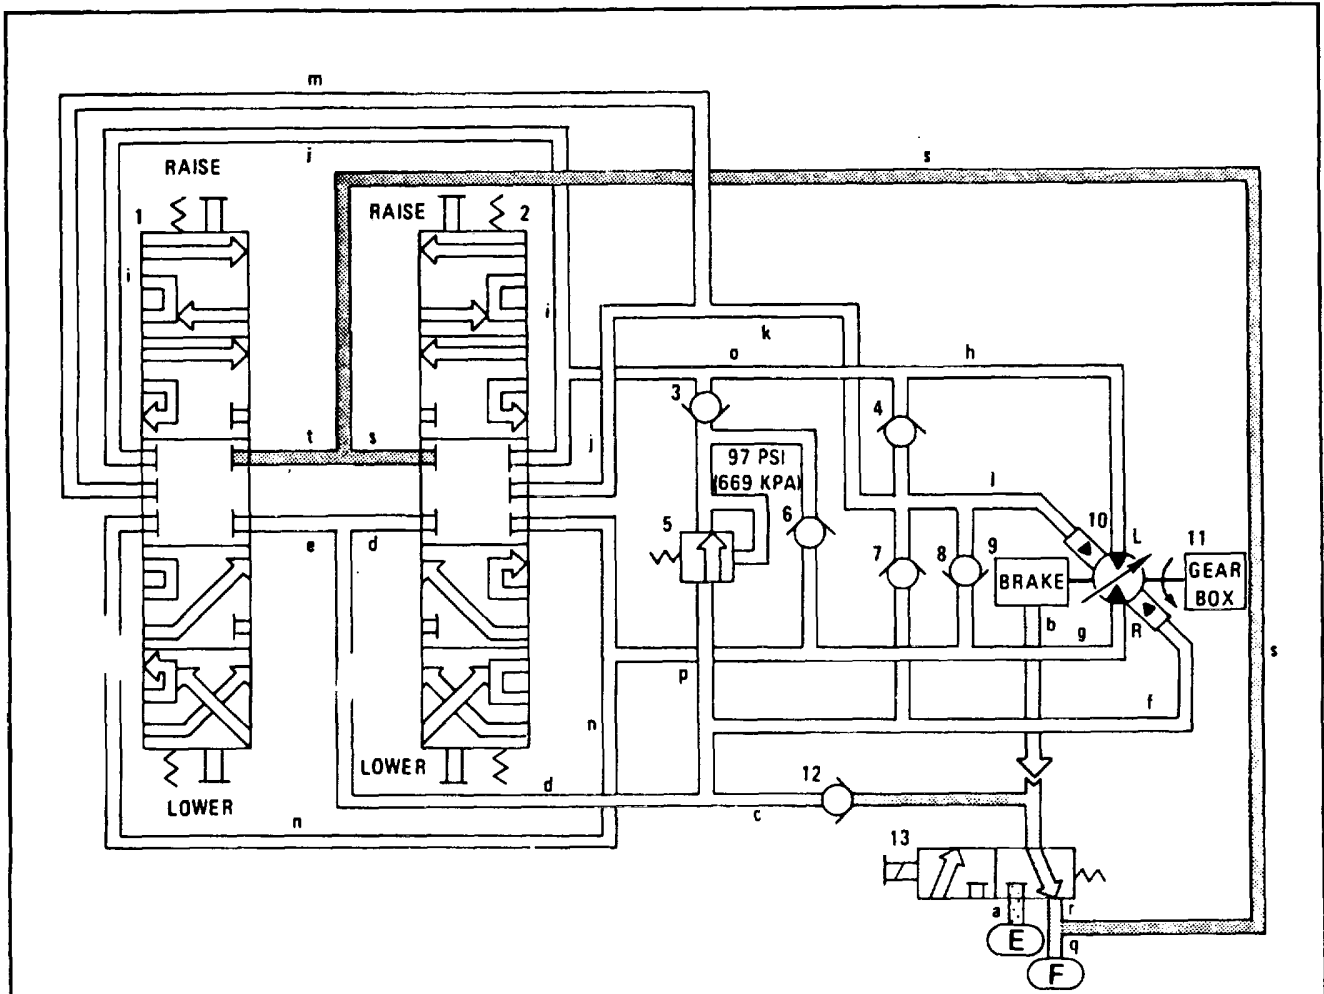 m
j
s
RAISE
RAISE
1
2
i
i
k
o
h
3
4
t
s
j
97 PSI
(669 KPA)
l
5
6
7
8
9
10
L
11
BRAKE
GEAR
BOX
e
d
b
g
R
s
p
f
n
LOWER
LOWER
d
12
c
n
13
a
r
E
q
F